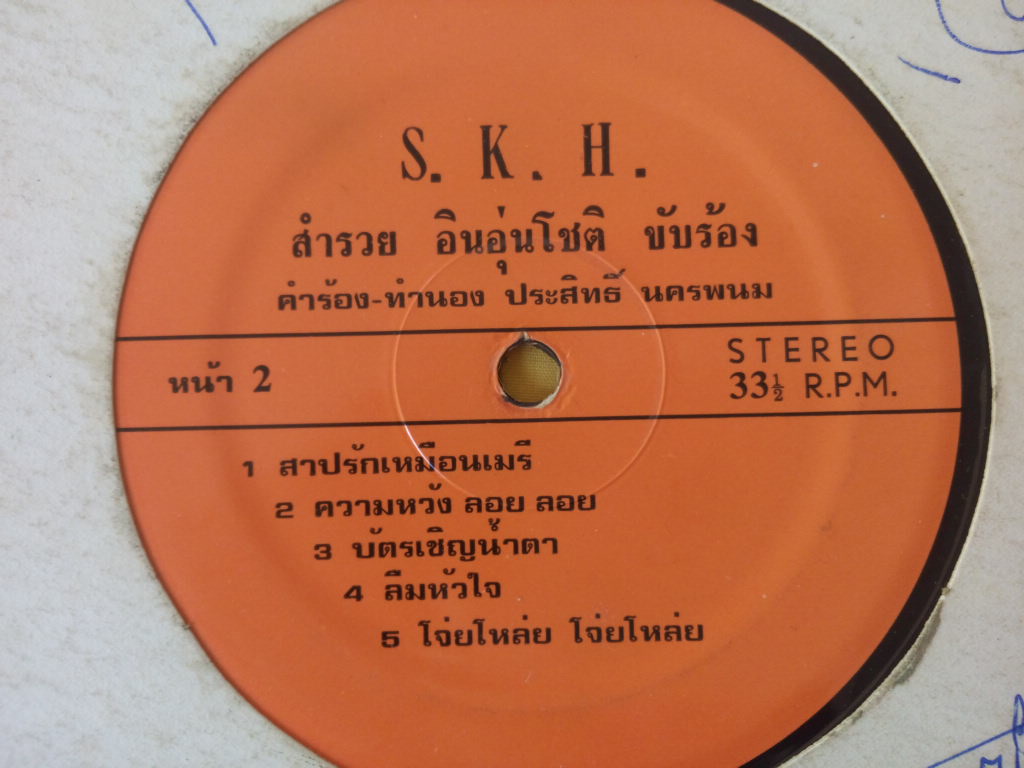 S. K. H.
สำรวย อินอุ่นโชติ ขับร้อง
คำร้อง-ทำนอง ประสิทธิ์ นครพนม
หน้า 2
STEREO
33½ R.P.M.
1 สาปรักเหมือนเมรี
2 ความหวัง ลอย ลอย
3 บัตรเชิญน้ำตา
4 ลืมหัวใจ
5 โจ่ยโหล่ย โจ่ยโหล่ย